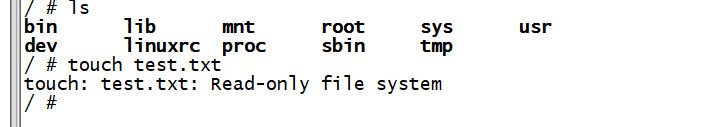 / # ls
bin lib mnt root sys usr
dev linuxrc proc sbin tmp
/ # touch test.txt
touch: test.txt: Read-only file system
/ #